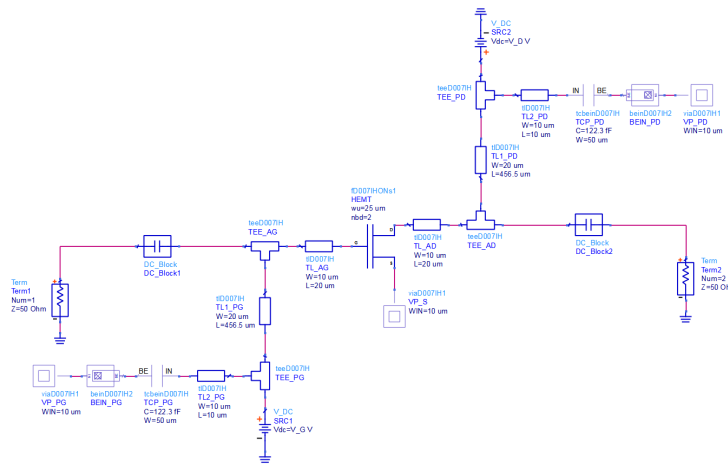 V_DC
SRC2
Vdc=V_D V
teeD007IH
TEE_PD
tlD007IH
TL2_PD
W=10 um
L=10 um
IN
BE
tcbeinD007IH
TCP_PD
C=122.3 fF
W=50 um
beinD007IH2
BEIN_PD
viaD007IH1
VP_PD
WIN=10 um
tlD007IH
TL1_PD
W=20 um
L=456.5 um
fD007IHONs1
HEMT
wu=25 um
nbd=2
G
D
S
tlD007IH
TL_AD
W=10 um
L=20 um
teeD007IH
TEE_AD
DC_Block
DC_Block2
Term
Term2
Num=2
Z=50 Oh
viaD007IH1
VP_S
WIN=10 um
teeD007IH
TEE_AG
tlD007IH
TL_AG
W=10 um
L=20 um
DC_Block
DC_Block1
Term
Term1
Num=1
Z=50 Ohm
tlD007IH
TL1_PG
W=20 um
L=456.5 um
teeD007IH
TEE_PG
BE
IN
viaD007IH1
VP_PG
WIN=10 um
beinD007IH2
BEIN_PG
tcbeinD007IH
TCP_PG
C=122.3 fF
W=50 um
tlD007IH
TL2_PG
W=10 um
L=10 um
V_DC
SRC1
Vdc=V_G V